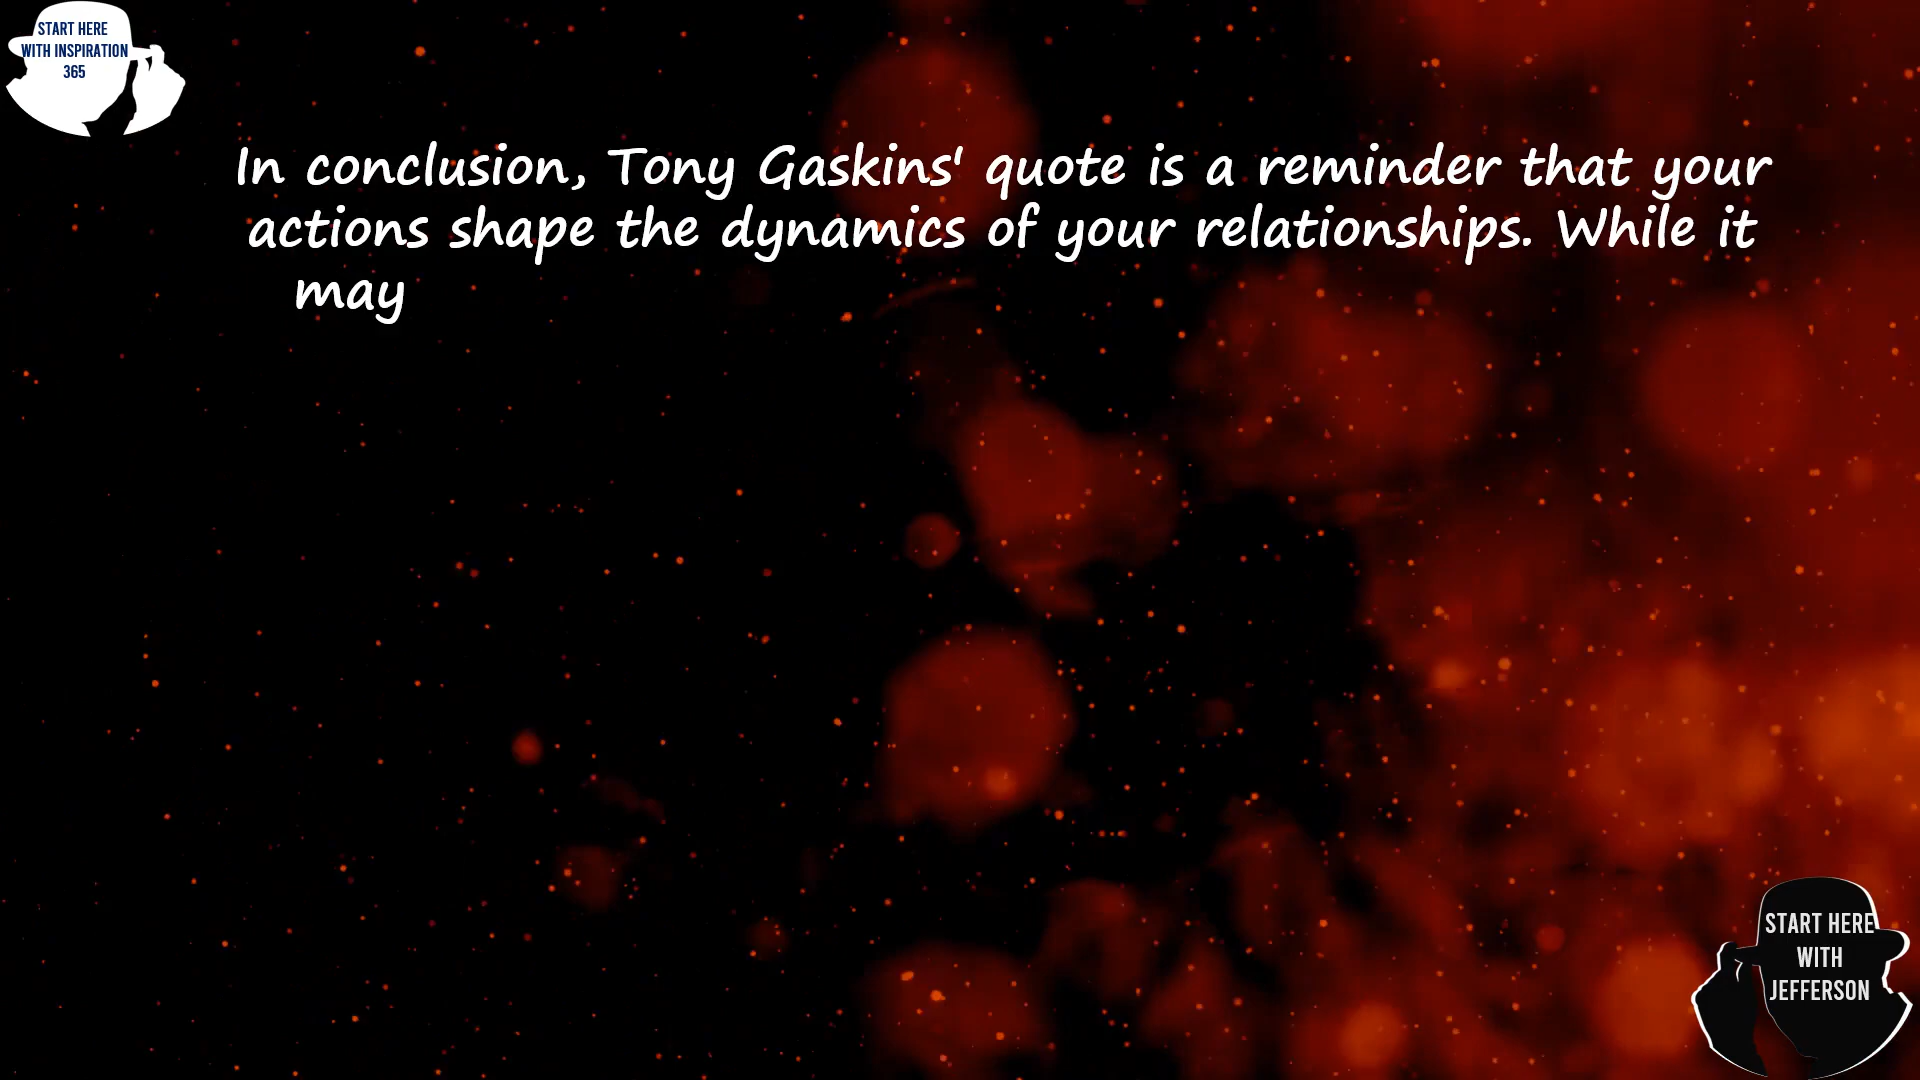 START HERE
WITH INSPIRATION
365
In conclusion, Tony Gaskins' quote is a reminder that your
actions shape the dynamics of your relationships. While it
may
START HERE
WITH
JEFFERSON